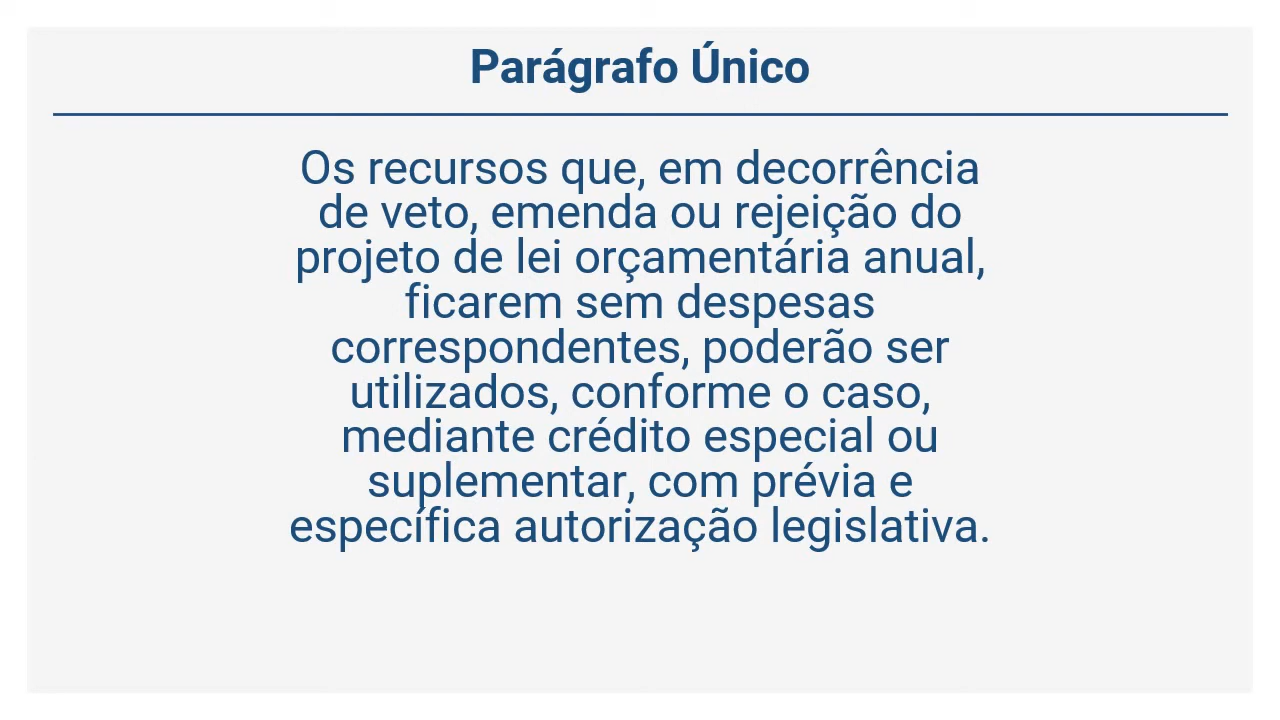 Parágrafo Único
Os recursos que, em decorrência
de veto, emenda ou rejeição do
projeto de lei orçamentária anual,
ficarem sem despesas
correspondentes, poderão ser
utilizados, conforme o caso,
mediante crédito especial ou
suplementar, com prévia e
específica autorização legislativa.